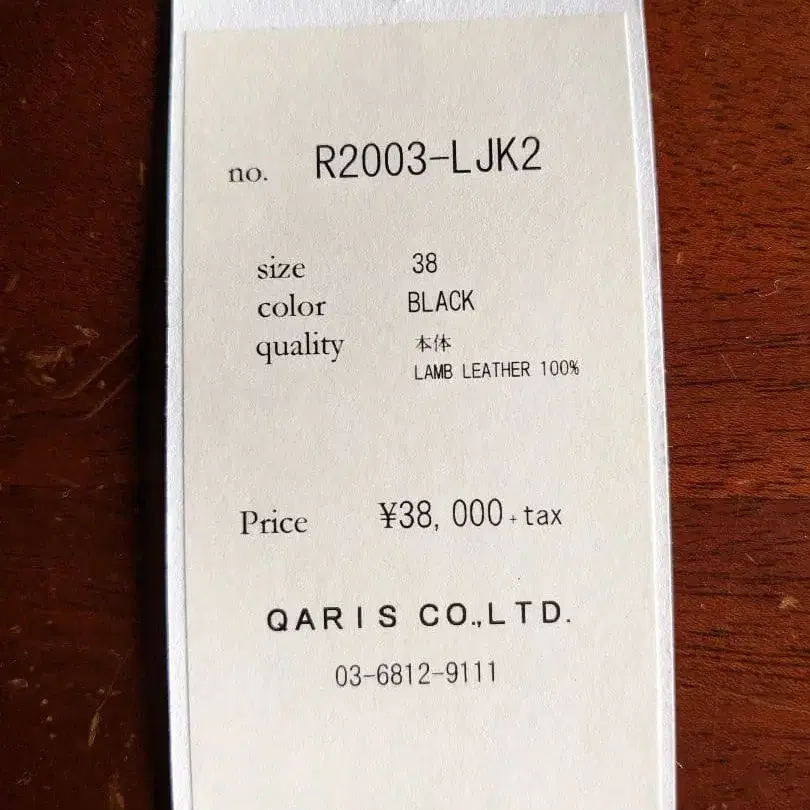 no. R2003-LJK2
size 38
color BLACK
quality 本体
LAMB LEATHER 100%
Price ¥38,000+tax
QARIS CO.,LTD.
03-6812-9111